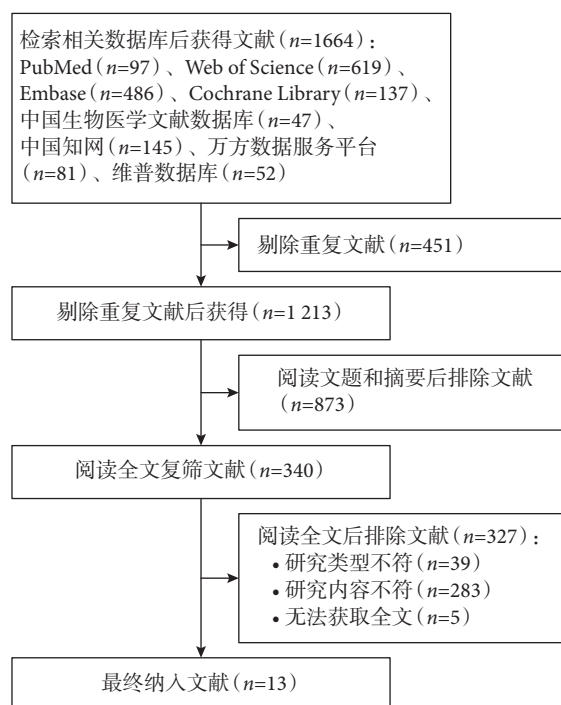 检索相关数据库后获得文献（n=1664）：
PubMed（n=97）、Web of Science（n=619）、
Embase（n=486）、Cochrane Library（n=137）、
中国生物医学文献数据库（n=47）、
中国知网（n=145）、万方数据服务平台
（n=81）、维普数据库（n=52）
剔除重复文献（n=451）
剔除重复文献后获得（n=1 213）
阅读文题和摘要后排除文献
（n=873）
阅读全文复筛文献（n=340）
阅读全文后排除文献（n=327）：
• 研究类型不符（n=39）
• 研究内容不符（n=283）
• 无法获取全文（n=5）
最终纳入文献（n=13）